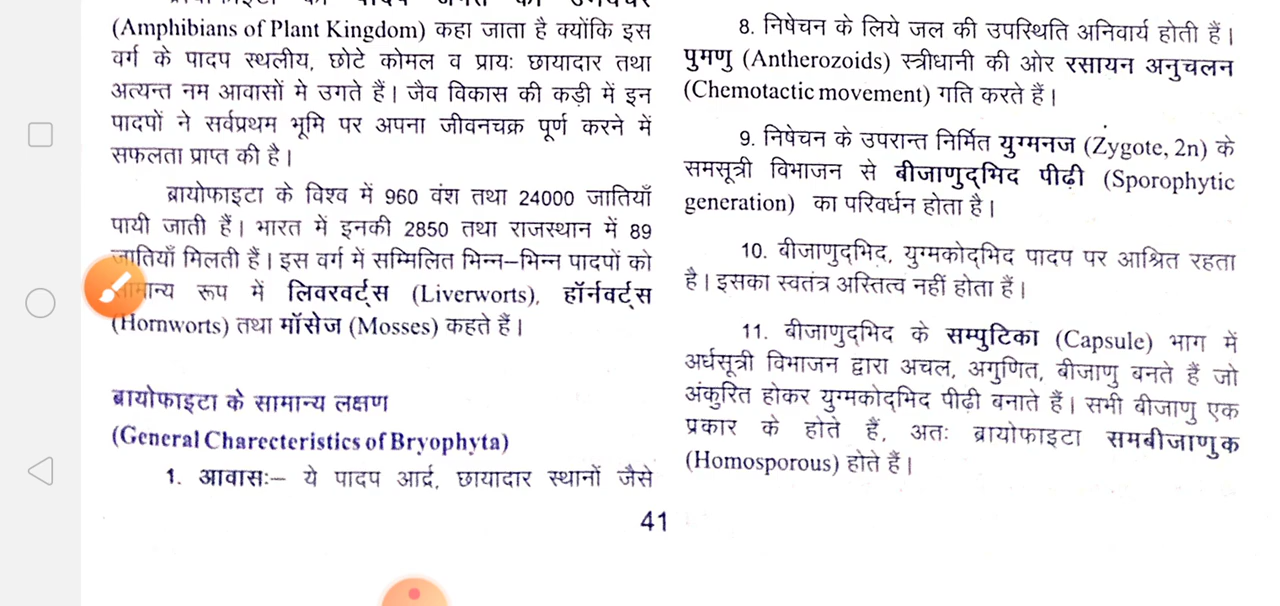 (Amphibians of Plant Kingdom) कहा जाता है क्योंकि इस
वर्ग के पादप स्थलीय, छोटे कोमल व प्रायः छायादार तथा
अत्यन्त नम आवासों मे उगते हैं। जैव विकास की कड़ी में इन
पादपों ने सर्वप्रथम भूमि पर अपना जीवनचक्र पूर्ण करने में
सफलता प्राप्त की है।
ब्रायोफाइटा के विश्व में 960 वंश तथा 24000 जातियाँ
पायी जाती हैं। भारत में इनकी 2850 तथा राजस्थान में 89
जातियाँ मिलती हैं। इस वर्ग में सम्मिलित भिन्न–भिन्न पादपों को
रूप में लिवरवर्ट्स (Liverworts), हॉर्नवर्ट्स
(Hornworts) तथा मॉसेज (Mosses) कहते हैं।
ब्रायोफाइटा के सामान्य लक्षण
(General Charecteristics of Bryophyta)
1. आवासः– ये पादप आर्द्र, छायादार स्थानों जैसे
8. निषेचन के लिये जल की उपस्थिति अनिवार्य होती हैं।
पुमणु (Antherozoids) स्त्रीधानी की ओर रसायन अनुचलन
(Chemotactic movement) गति करते हैं।
9. निषेचन के उपरान्त निर्मित युग्मनज (Zygote, 2n) के
समसूत्री विभाजन से बीजाणुद्भिद पीढ़ी (Sporophytic
generation) का परिवर्धन होता है।
10. बीजाणुद्भिद, युग्मकोद्भिद पादप पर आश्रित रहता
है। इसका स्वतंत्र अस्तित्व नहीं होता हैं।
11. बीजाणुद्भिद के सम्पुटिका (Capsule) भाग में
अर्धसूत्री विभाजन द्वारा अचल, अगुणित, बीजाणु बनते हैं जो
अंकुरित होकर युग्मकोद्भिद पीढ़ी बनाते हैं। सभी बीजाणु एक
प्रकार के होते हैं, अतः ब्रायोफाइटा समबीजाणुक
(Homosporous) होते हैं।
41